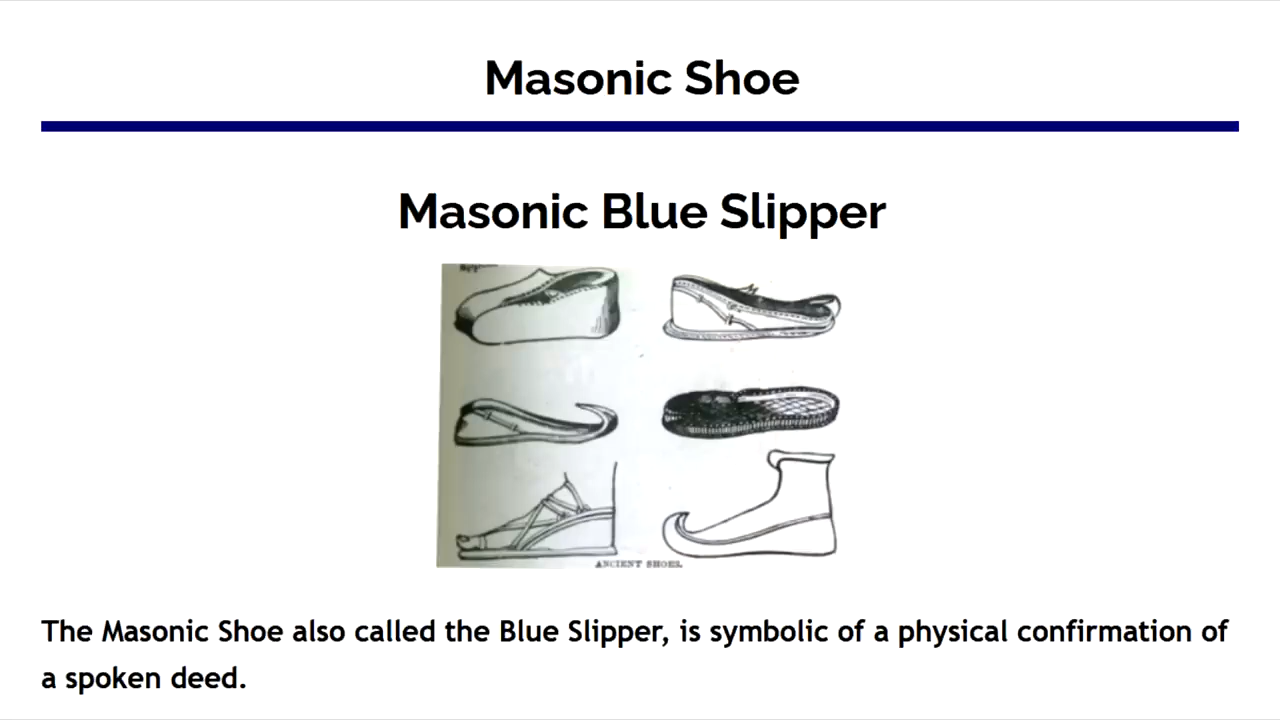 Masonic Shoe
Masonic Blue Slipper
ANCIENT SHOES.
The Masonic Shoe also called the Blue Slipper, is symbolic of a physical confirmation of
a spoken deed.